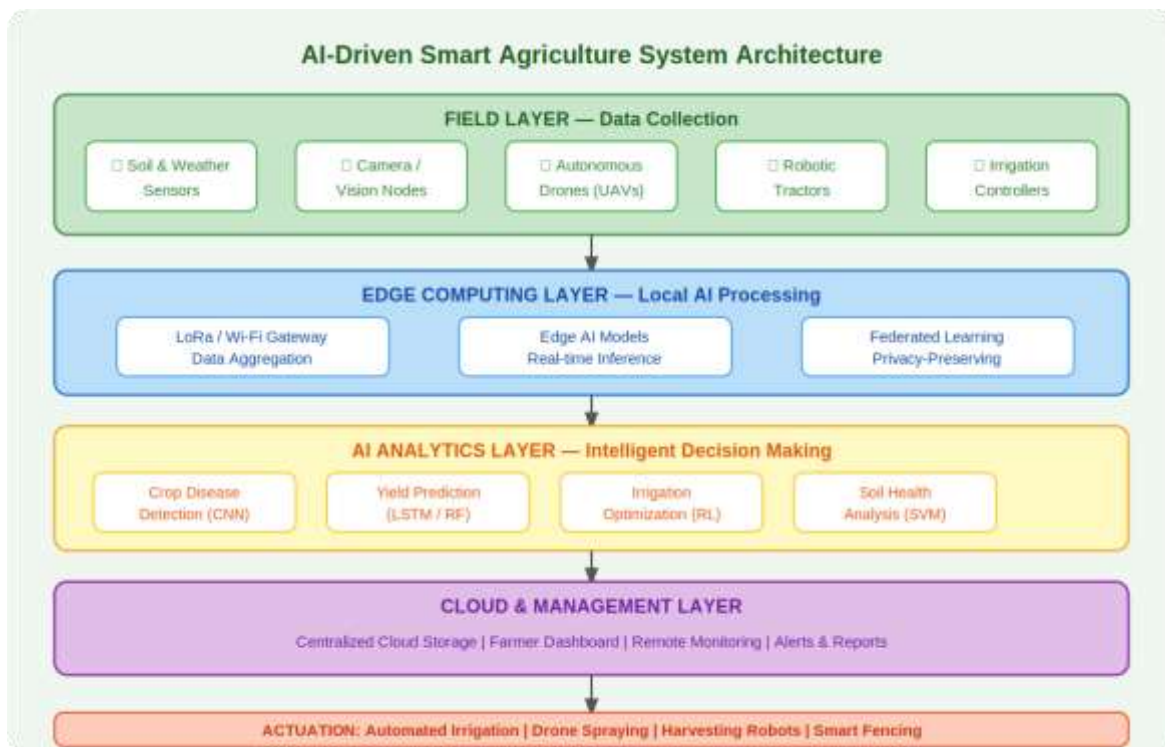 AI-Driven Smart Agriculture System Architecture
FIELD LAYER — Data Collection
Soil & Weather
Sensors
Camera /
Vision Nodes
Autonomous
Drones (UAVs)
Robotic
Tractors
Irrigation
Controllers
EDGE COMPUTING LAYER — Local AI Processing
LoRa / Wi-Fi Gateway
Data Aggregation
Edge AI Models
Real-time Inference
Federated Learning
Privacy-Preserving
AI ANALYTICS LAYER — Intelligent Decision Making
Crop Disease
Detection (CNN)
Yield Prediction
(LSTM / RF)
Irrigation
Optimization (RL)
Soil Health
Analysis (SVM)
CLOUD & MANAGEMENT LAYER
Centralized Cloud Storage | Farmer Dashboard | Remote Monitoring | Alerts & Reports
ACTUATION: Automated Irrigation | Drone Spraying | Harvesting Robots | Smart Fencing